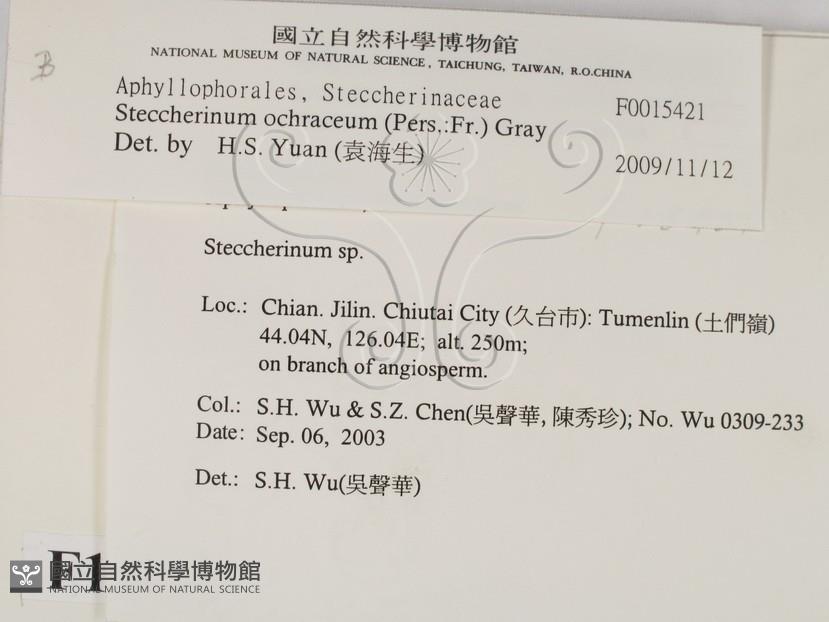 B
國立自然科學博物館
NATIONAL MUSEUM OF NATURAL SCIENCE, TAICHUNG, TAIWAN, R.O.CHINA
Aphyllophorales, Steccherinaceae F0015421
Steccherinum ochraceum (Pers.:Fr.) Gray
Det. by H.S. Yuan (袁海生) 2009/11/12
Steccherinum sp.
Loc.: Chian. Jilin. Chiutai City (久台市): Tumenlin (土們嶺)
44.04N, 126.04E; alt. 250m;
on branch of angiosperm.
Col.: S.H. Wu & S.Z. Chen(吳聲華, 陳秀珍); No. Wu 0309-233
Date: Sep. 06, 2003
Det.: S.H. Wu(吳聲華)
F1
國立自然科學博物館
NATIONAL MUSEUM OF NATURAL SCIENCE